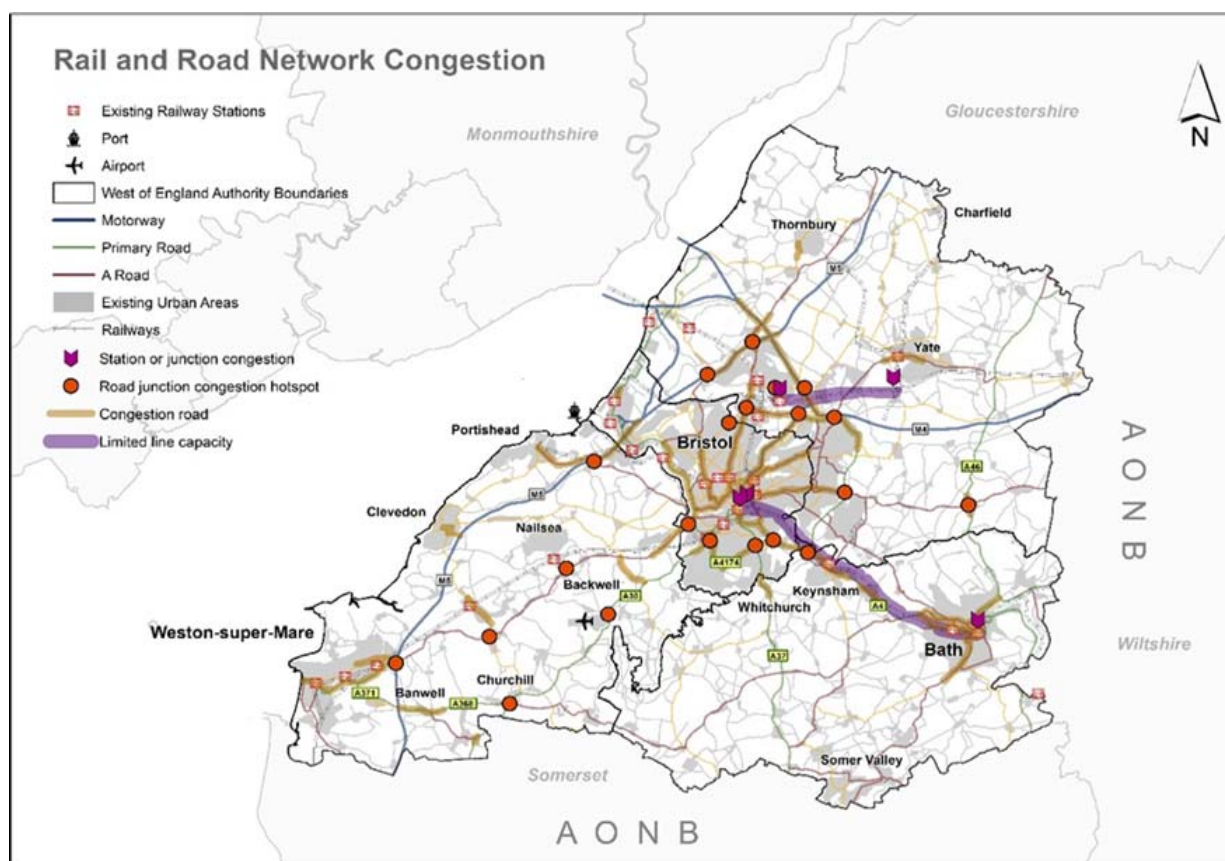 Rail and Road Network Congestion
Existing Railway Stations
Port
Airport
West of England Authority Boundaries
Motorway
Primary Road
A Road
Existing Urban Areas
Railways
Station or junction congestion
Road junction congestion hotspot
Congestion road
Limited line capacity
Monmouthshire
Gloucestershire
N
Thornbury
Charfield
M5
Yate
M4
Portishead
Bristol
A46
M5
Clevedon
Nailsea
M5
Backwell
A4174
A38
Whitchurch
Keynsham
A4
Weston-super-Mare
A371
Banwell
Churchill
A368
A37
Bath
Wiltshire
Somer Valley
Somerset
AONB
AONB